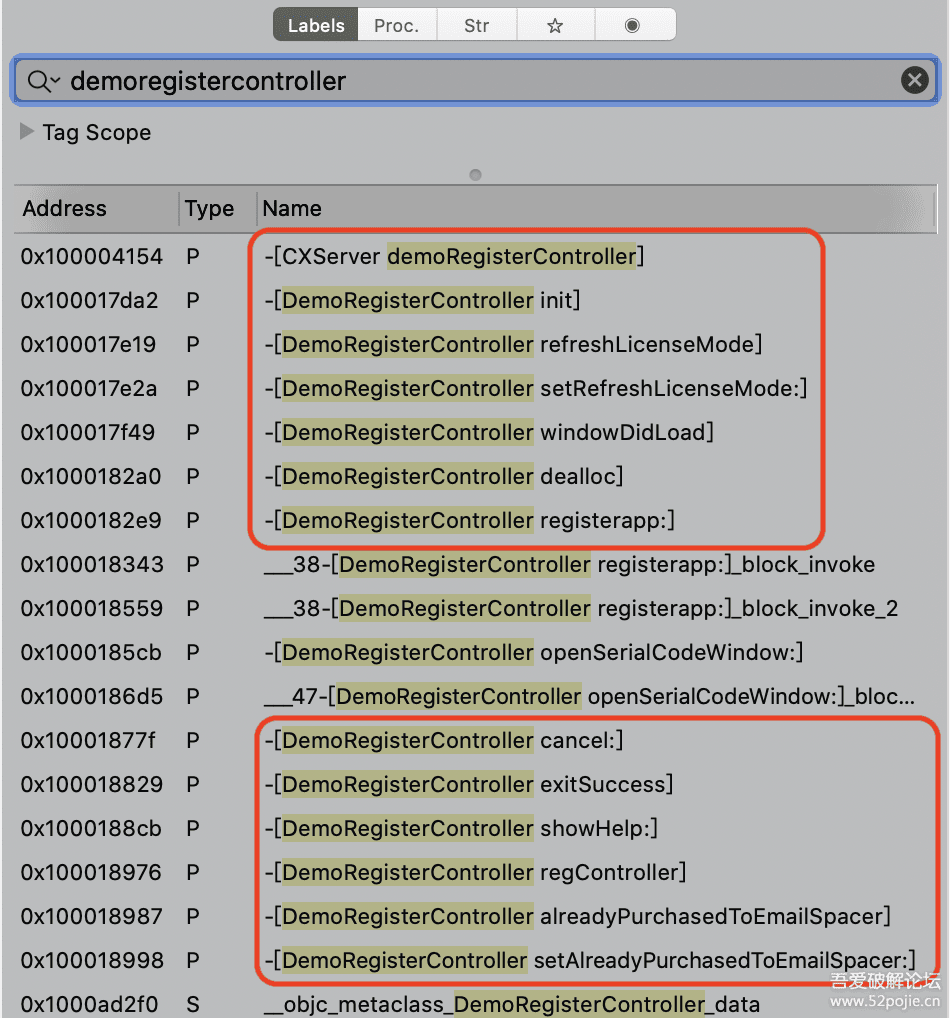 Labels Proc. Str
demoregistercontroller
Tag Scope
Address Type Name
0x100004154 P -[CXServer demoRegisterController]
0x100017da2 P -[DemoRegisterController init]
0x100017e19 P -[DemoRegisterController refreshLicenseMode]
0x100017e2a P -[DemoRegisterController setRefreshLicenseMode:]
0x100017f49 P -[DemoRegisterController windowDidLoad]
0x1000182a0 P -[DemoRegisterController dealloc]
0x1000182e9 P -[DemoRegisterController registerapp:]
0x100018343 P ___38-[DemoRegisterController registerapp:]_block_invoke
0x100018559 P ___38-[DemoRegisterController registerapp:]_block_invoke_2
0x1000185cb P -[DemoRegisterController openSerialCodeWindow:]
0x1000186d5 P ___47-[DemoRegisterController openSerialCodeWindow:]_bloc...
0x10001877f P -[DemoRegisterController cancel:]
0x100018829 P -[DemoRegisterController exitSuccess]
0x1000188cb P -[DemoRegisterController showHelp:]
0x100018976 P -[DemoRegisterController regController]
0x100018987 P -[DemoRegisterController alreadyPurchasedToEmailSpacer]
0x100018998 P -[DemoRegisterController setAlreadyPurchasedToEmailSpacer:]
0x1000ad2f0 S __objc_metaclass_DemoRegisterController_data
吾爱破解论坛
www.52pojie.cn